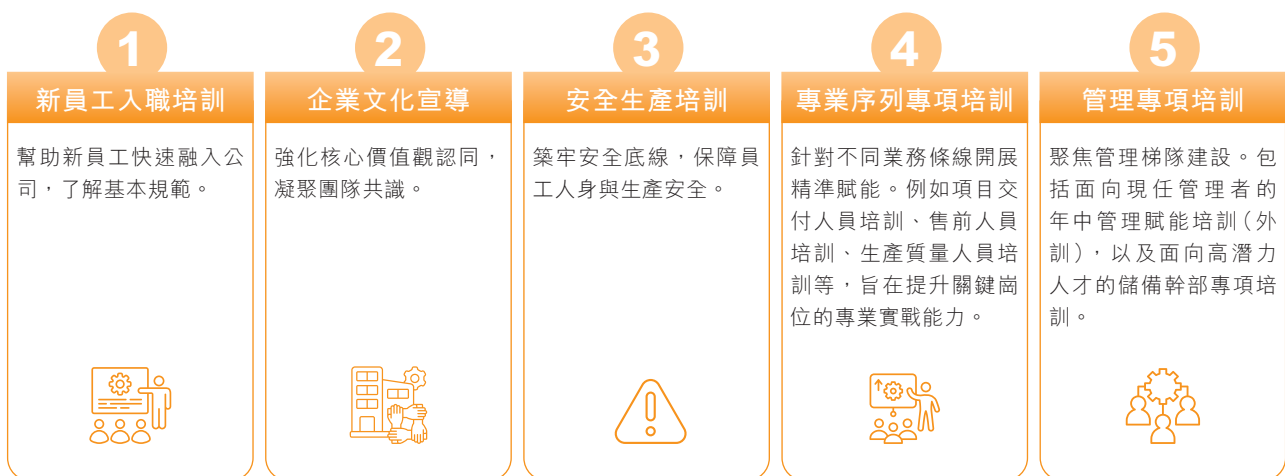 1
新員工入職培訓
幫助新員工快速融入公
司，了解基本規範。
2
企業文化宣導
強化核心價值觀認同，
凝聚團隊共識。
3
安全生產培訓
築牢安全底線，保障員
工人身與生產安全。
4
專業序列專項培訓
針對不同業務條線開展
精準賦能。例如項目交
付人員培訓、售前人員
培訓、生產質量人員培
訓等，旨在提升關鍵崗
位的專業實戰能力。
5
管理專項培訓
聚焦管理梯隊建設。包
括面向現任管理者的
年中管理賦能培訓（外
訓），以及面向高潛力
人才的儲備幹部專項培
訓。